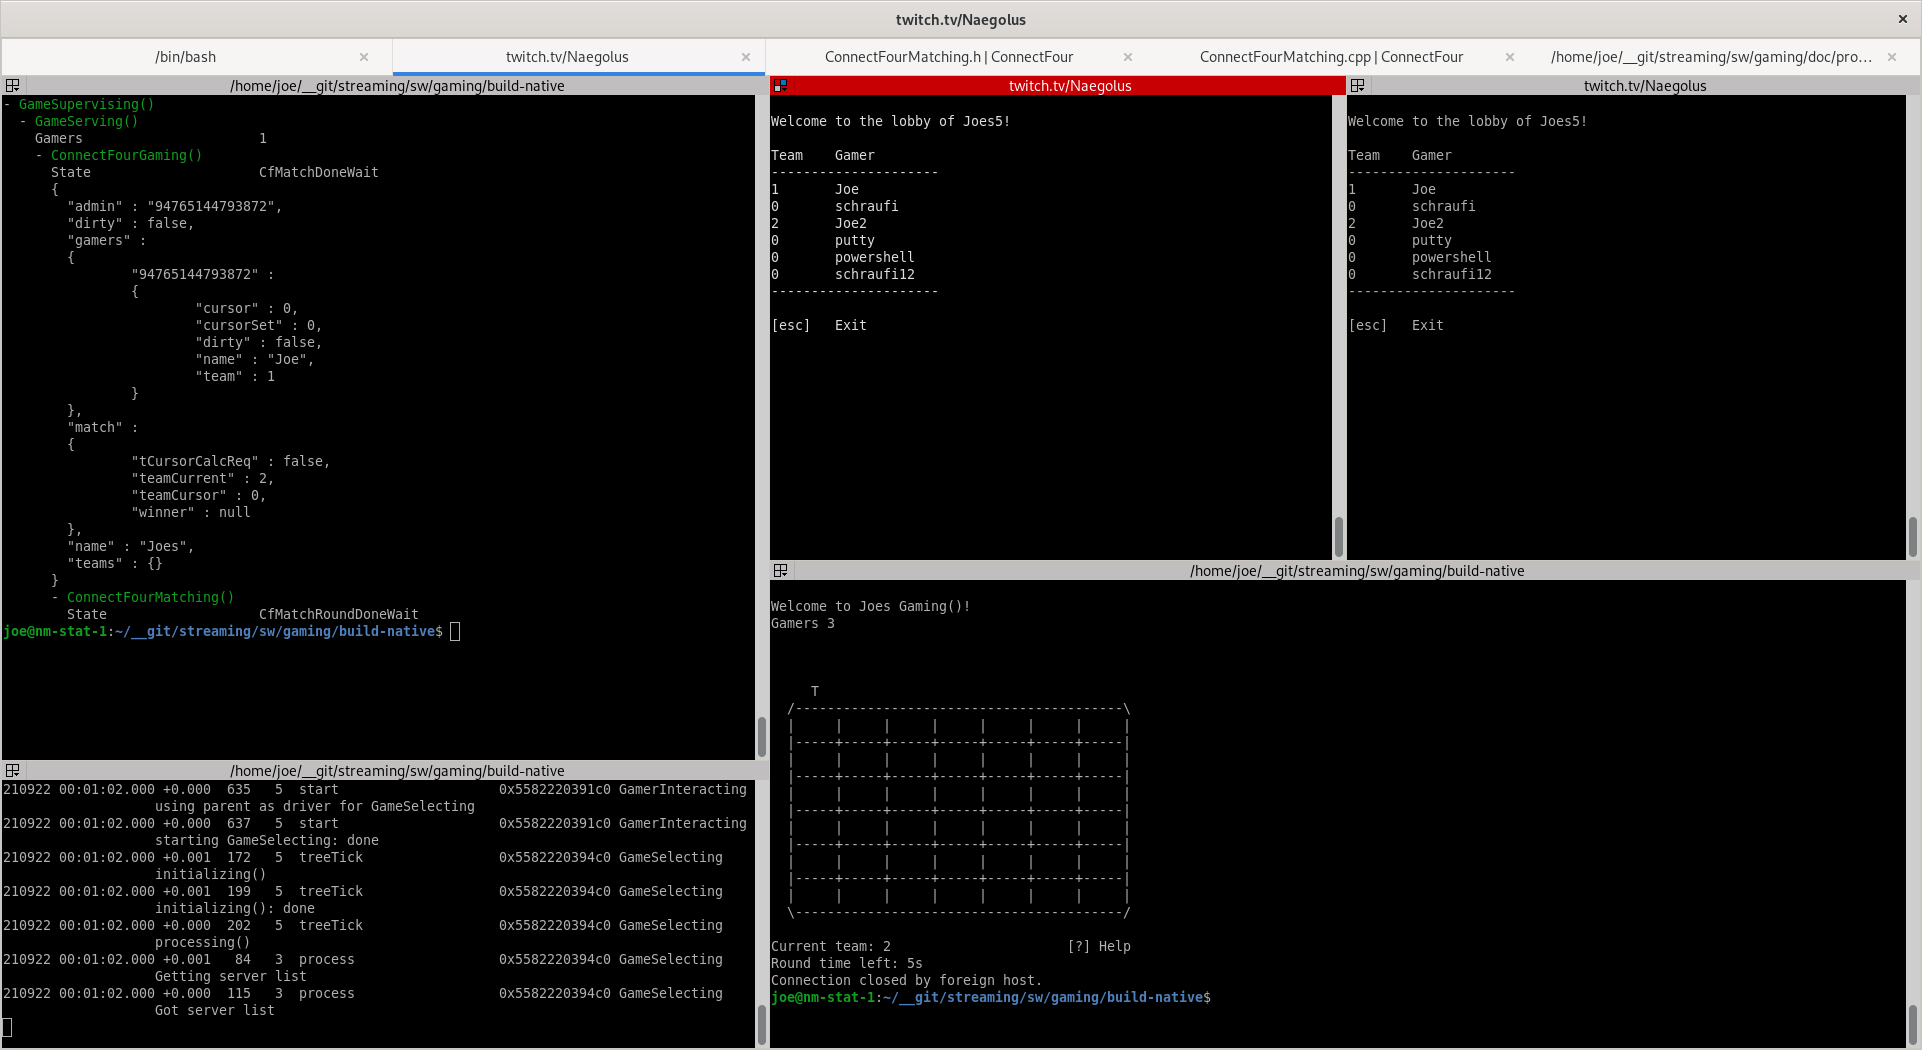 twitch.tv/Naegolus ×
/bin/bash × twitch.tv/Naegolus × ConnectFourMatching.h | ConnectFour × ConnectFourMatching.cpp | ConnectFour × /home/joe/__git/streaming/sw/gaming/doc/pro... ×
/home/joe/__git/streaming/sw/gaming/build-native
- GameSupervising()
  - GameServing()
    Gamers                      1
    - ConnectFourGaming()
      State                     CfMatchDoneWait
      {
        "admin" : "94765144793872",
        "dirty" : false,
        "gamers" :
        {
                "94765144793872" :
                {
                        "cursor" : 0,
                        "cursorSet" : 0,
                        "dirty" : false,
                        "name" : "Joe",
                        "team" : 1
                }
        },
        "match" :
        {
                "tCursorCalcReq" : false,
                "teamCurrent" : 2,
                "teamCursor" : 0,
                "winner" : null
        },
        "name" : "Joes",
        "teams" : {}
      }
      - ConnectFourMatching()
        State                   CfMatchRoundDoneWait
joe@nm-stat-1:~/__git/streaming/sw/gaming/build-native$
/home/joe/__git/streaming/sw/gaming/build-native
210922 00:01:02.000 +0.000  635   5  start                    0x5582220391c0 GamerInteracting
                   using parent as driver for GameSelecting
210922 00:01:02.000 +0.000  637   5  start                    0x5582220391c0 GamerInteracting
                   starting GameSelecting: done
210922 00:01:02.000 +0.001  172   5  treeTick                 0x5582220394c0 GameSelecting
                   initializing()
210922 00:01:02.000 +0.001  199   5  treeTick                 0x5582220394c0 GameSelecting
                   initializing(): done
210922 00:01:02.000 +0.000  202   5  treeTick                 0x5582220394c0 GameSelecting
                   processing()
210922 00:01:02.000 +0.001   84   3  process                  0x5582220394c0 GameSelecting
                   Getting server list
210922 00:01:02.000 +0.000  115   3  process                  0x5582220394c0 GameSelecting
                   Got server list
twitch.tv/Naegolus
Welcome to the lobby of Joes5!
Team    Gamer
---------------------
1       Joe
0       schraufi
2       Joe2
0       putty
0       powershell
0       schraufi12
---------------------
[esc]   Exit
twitch.tv/Naegolus
Welcome to the lobby of Joes5!
Team    Gamer
---------------------
1       Joe
0       schraufi
2       Joe2
0       putty
0       powershell
0       schraufi12
---------------------
[esc]   Exit
/home/joe/__git/streaming/sw/gaming/build-native
Welcome to Joes Gaming()!
Gamers 3
     T
  /-----------------------------------------\
  |     |     |     |     |     |     |     |
  |-----+-----+-----+-----+-----+-----+-----|
  |     |     |     |     |     |     |     |
  |-----+-----+-----+-----+-----+-----+-----|
  |     |     |     |     |     |     |     |
  |-----+-----+-----+-----+-----+-----+-----|
  |     |     |     |     |     |     |     |
  |-----+-----+-----+-----+-----+-----+-----|
  |     |     |     |     |     |     |     |
  |-----+-----+-----+-----+-----+-----+-----|
  |     |     |     |     |     |     |     |
  \-----------------------------------------/
Current team: 2                      [?] Help
Round time left: 5s
Connection closed by foreign host.
joe@nm-stat-1:~/__git/streaming/sw/gaming/build-native$